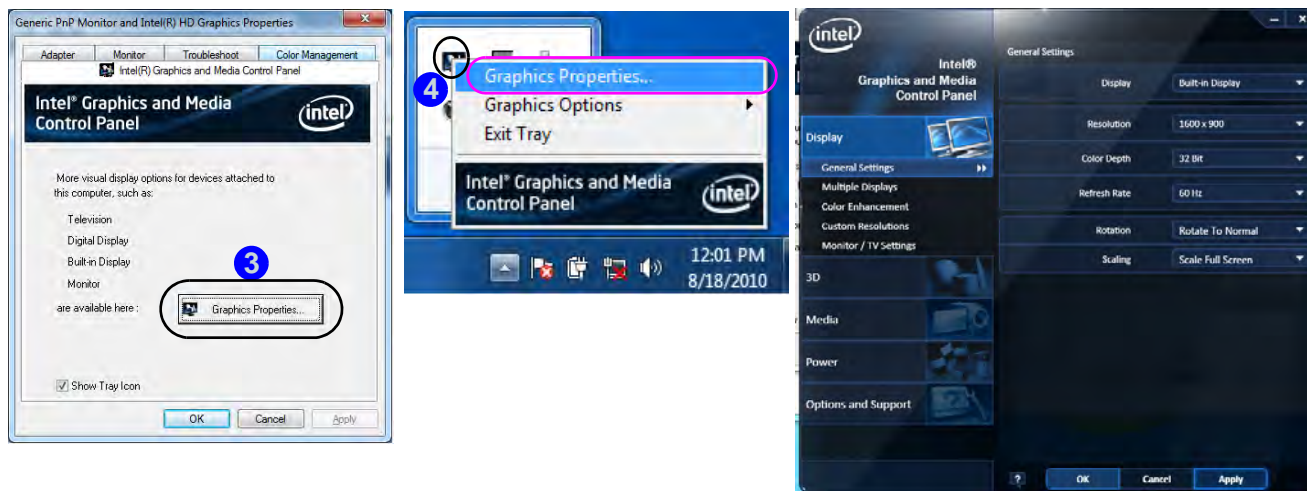 Generic PnP Monitor and Intel(R) HD Graphics Properties
Adapter Monitor Troubleshoot Color Management
Intel(R) Graphics and Media Control Panel
Intel® Graphics and Media
Control Panel
intel
More visual display options for devices attached to
this computer, such as:
Television
Digital Display
Built-in Display
Monitor
3
are available here :
Graphics Properties...
Show Tray Icon
OK Cancel Apply
4
Graphics Properties...
Graphics Options
Exit Tray
Intel® Graphics and Media
Control Panel
intel
12:01 PM
8/18/2010
intel
Intel®
Graphics and Media
Control Panel
Display
General Settings
Multiple Displays
Color Enhancement
Custom Resolutions
Monitor / TV Settings
3D
Media
Power
Options and Support
General Settings
Display Built-in Display
Resolution 1600 x 900
Color Depth 32 Bit
Refresh Rate 60 Hz
Rotation Rotate To Normal
Scaling Scale Full Screen
? OK Cancel Apply